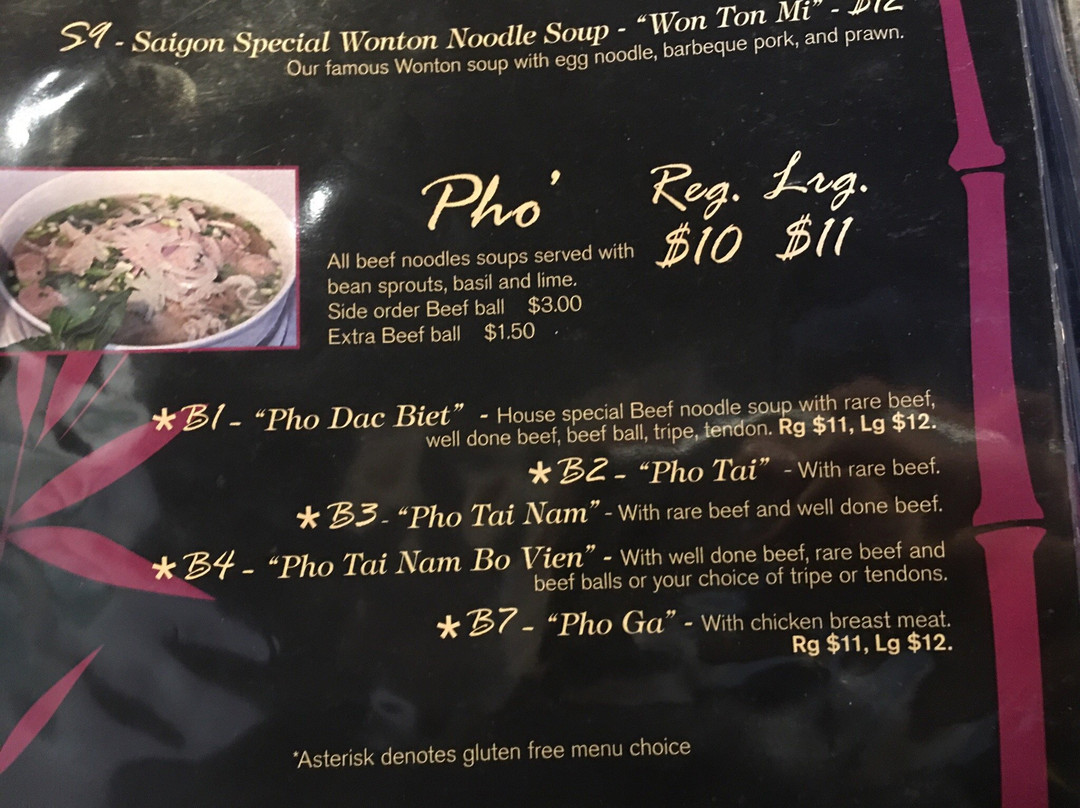 S9 - Saigon Special Wonton Noodle Soup - “Won Ton Mi” - $12
Our famous Wonton soup with egg noodle, barbeque pork, and prawn.
Pho’
Reg. Lrg.
$10 $11
All beef noodles soups served with
bean sprouts, basil and lime.
Side order Beef ball $3.00
Extra Beef ball $1.50
*B1 - “Pho Dac Biet” - House special Beef noodle soup with rare beef,
well done beef, beef ball, tripe, tendon. Rg $11, Lg $12.
*B2 - “Pho Tai” - With rare beef.
*B3 - “Pho Tai Nam” - With rare beef and well done beef.
*B4 - “Pho Tai Nam Bo Vien” - With well done beef, rare beef and
beef balls or your choice of tripe or tendons.
*B7 - “Pho Ga” - With chicken breast meat.
Rg $11, Lg $12.
*Asterisk denotes gluten free menu choice